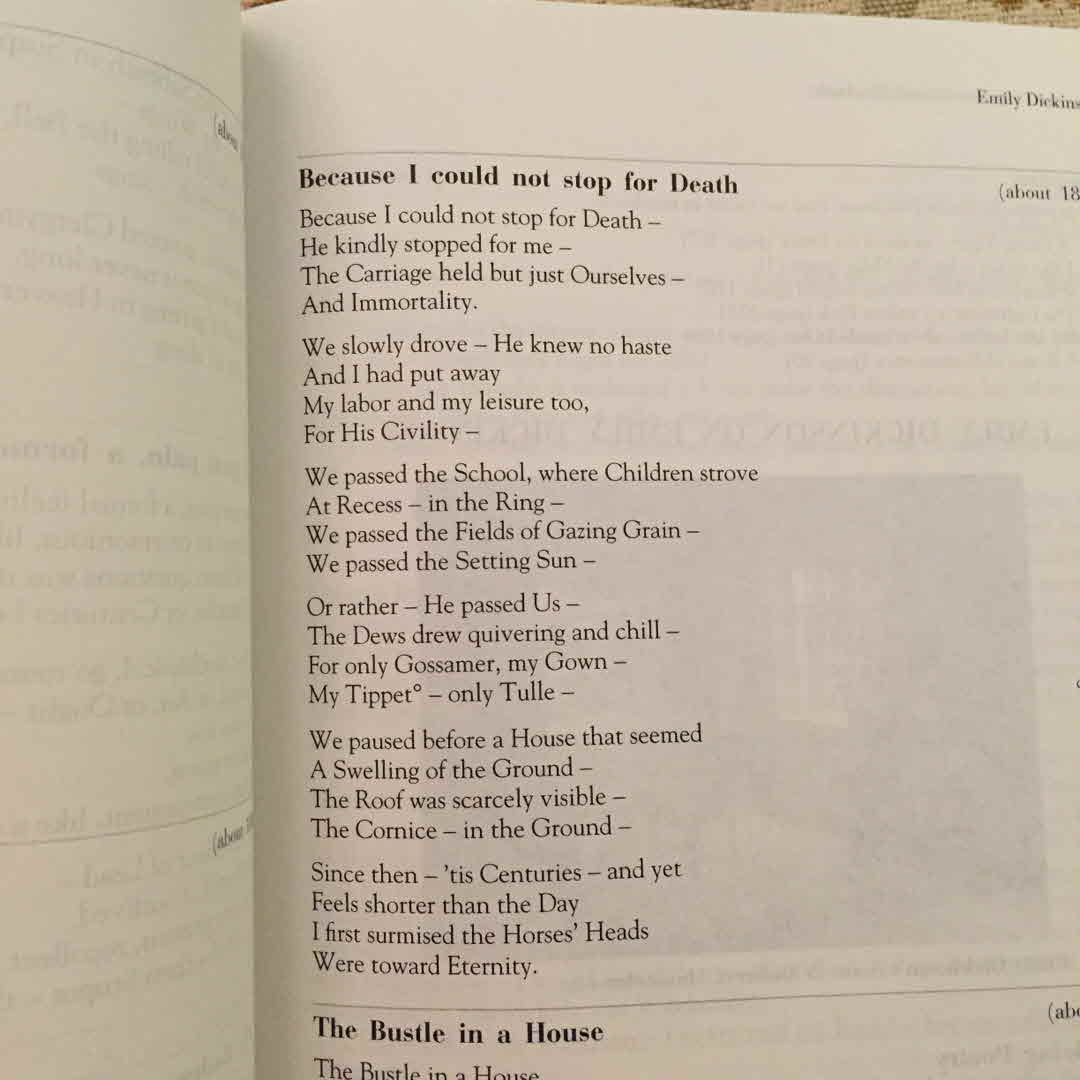 Emily Dickins
Because I could not stop for Death
(about 18
Because I could not stop for Death –
He kindly stopped for me –
The Carriage held but just Ourselves –
And Immortality.
We slowly drove – He knew no haste
And I had put away
My labor and my leisure too,
For His Civility –
We passed the School, where Children strove
At Recess – in the Ring –
We passed the Fields of Gazing Grain –
We passed the Setting Sun –
Or rather – He passed Us –
The Dews drew quivering and chill –
For only Gossamer, my Gown –
My Tippet° – only Tulle –
We paused before a House that seemed
A Swelling of the Ground –
The Roof was scarcely visible –
The Cornice – in the Ground –
Since then – 'tis Centuries – and yet
Feels shorter than the Day
I first surmised the Horses' Heads
Were toward Eternity.
(abo
The Bustle in a House
The Bustle in a House
(abou
(about